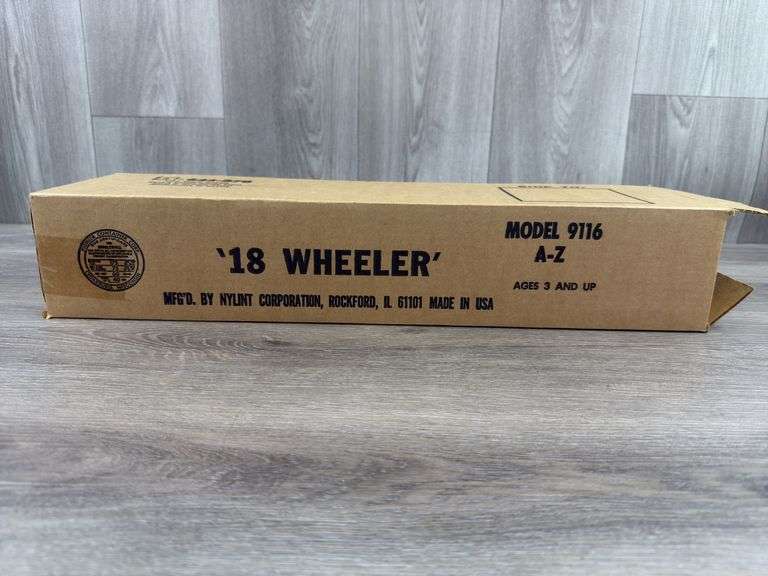 '18 WHEELER'
MFG'D. BY NYLINT CORPORATION, ROCKFORD, IL 61101 MADE IN USA
MODEL 9116
A-Z
AGES 3 AND UP